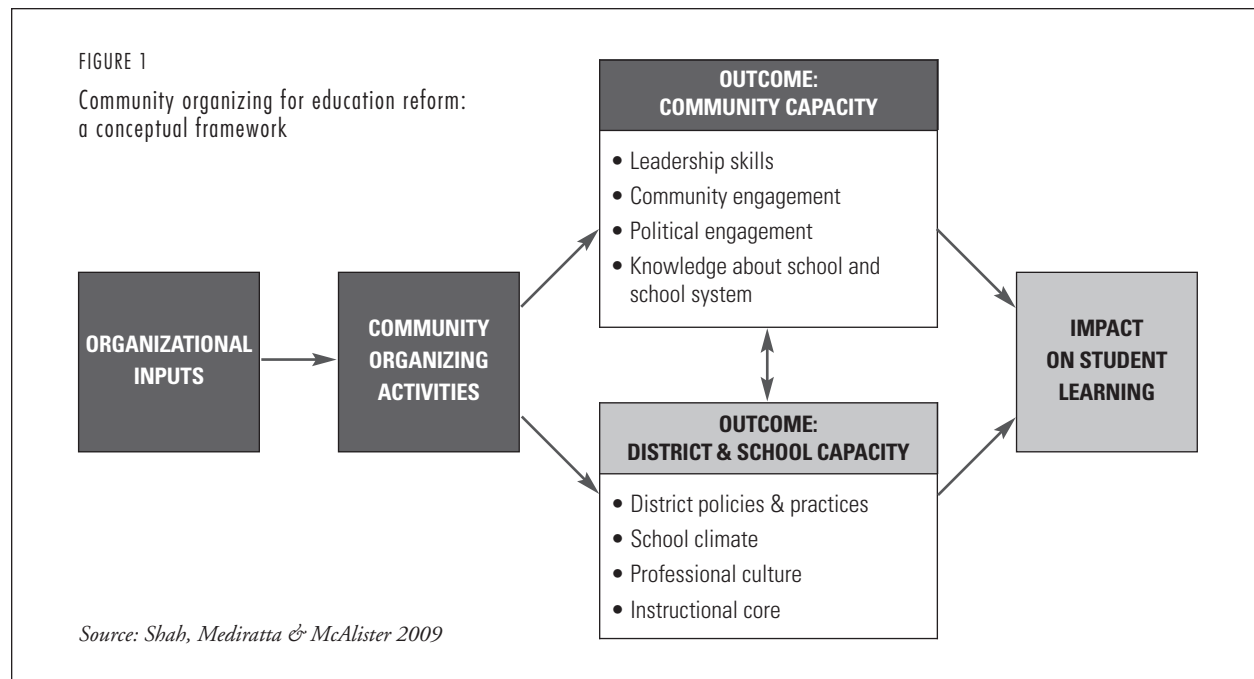 FIGURE 1
Community organizing for education reform:
a conceptual framework
ORGANIZATIONAL
INPUTS
COMMUNITY
ORGANIZING
ACTIVITIES
OUTCOME:
COMMUNITY CAPACITY
• Leadership skills
• Community engagement
• Political engagement
• Knowledge about school and
school system
OUTCOME:
DISTRICT & SCHOOL CAPACITY
• District policies & practices
• School climate
• Professional culture
• Instructional core
IMPACT
ON STUDENT
LEARNING
Source: Shah, Mediratta & McAlister 2009